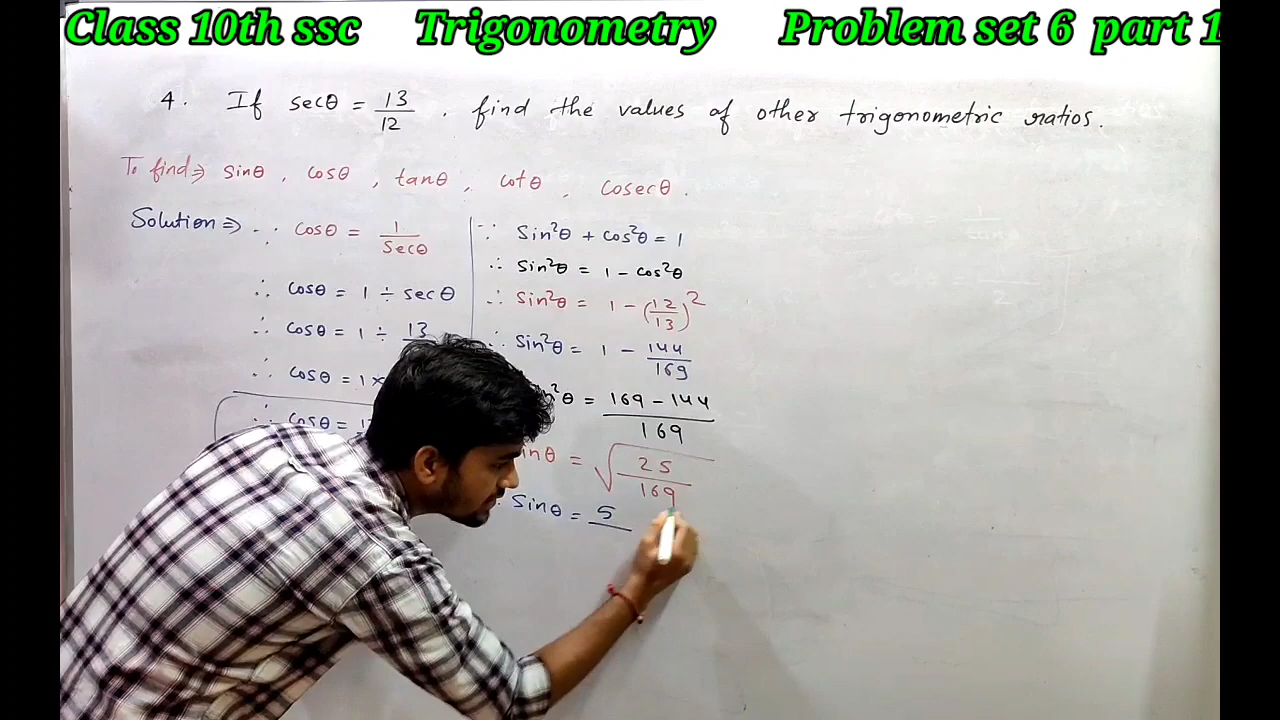 Class 10th ssc Trigonometry Problem set 6 part 1
4. If secθ = 13/12 . find the values of other trigonometric ratios.
To find ⇒ sinθ , cosθ , tanθ , cotθ , cosecθ .
Solution ⇒ ∵ cosθ = 1/secθ
∴ cosθ = 1 ÷ secθ
∴ cosθ = 1 ÷ 13
∴ cosθ = 1×
∴ cosθ =
∵ Sin²θ + cos²θ = 1
∴ Sin²θ = 1 - cos²θ
∴ Sin²θ = 1 - (12/13)²
∴ Sin²θ = 1 - 144/169
θ = 169 - 144/169
inθ = √25/169
Sinθ = 5